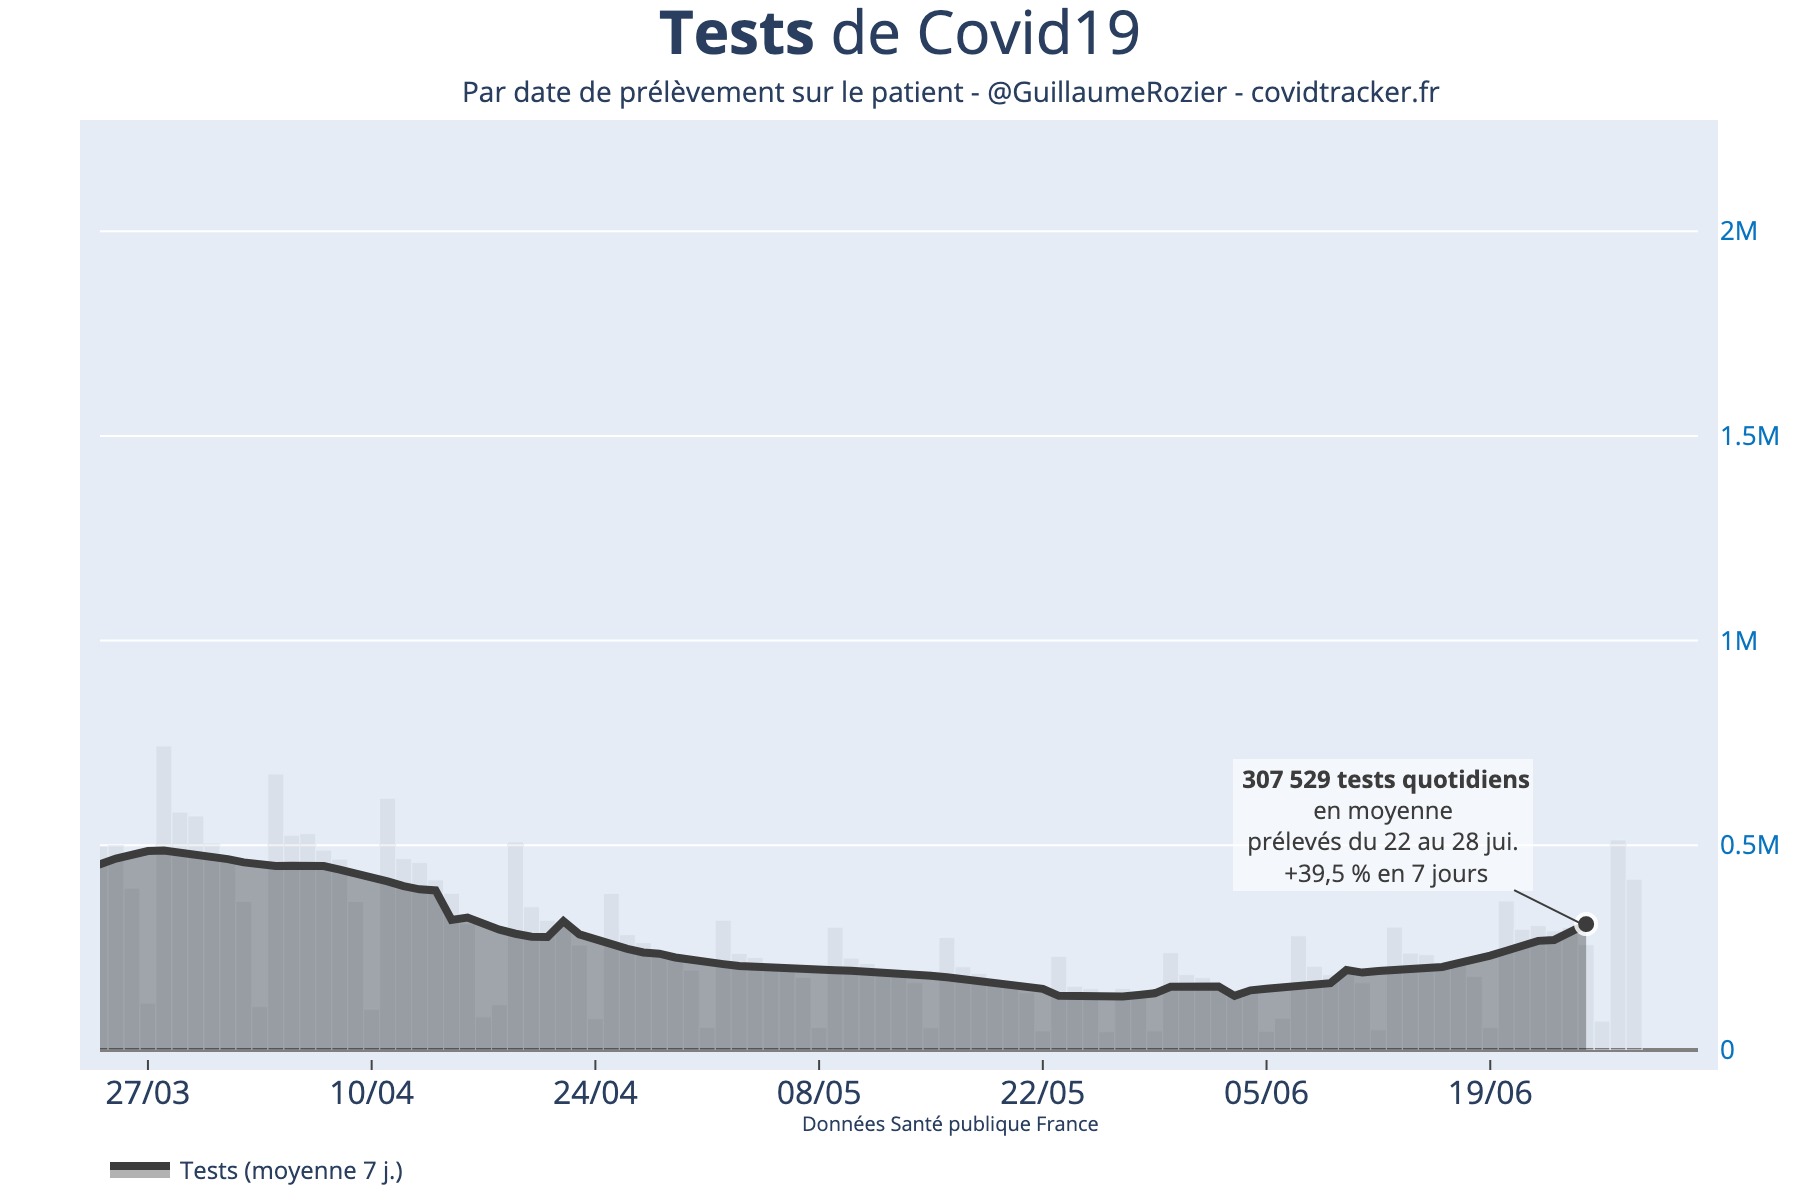 Tests de Covid19
Par date de prélèvement sur le patient - @GuillaumeRozier - covidtracker.fr
2M
1.5M
1M
0.5M
0
307 529 tests quotidiens
en moyenne
prélevés du 22 au 28 jui.
+39,5 % en 7 jours
27/03 10/04 24/04 08/05 22/05 05/06 19/06
Données Santé publique France
Tests (moyenne 7 j.)